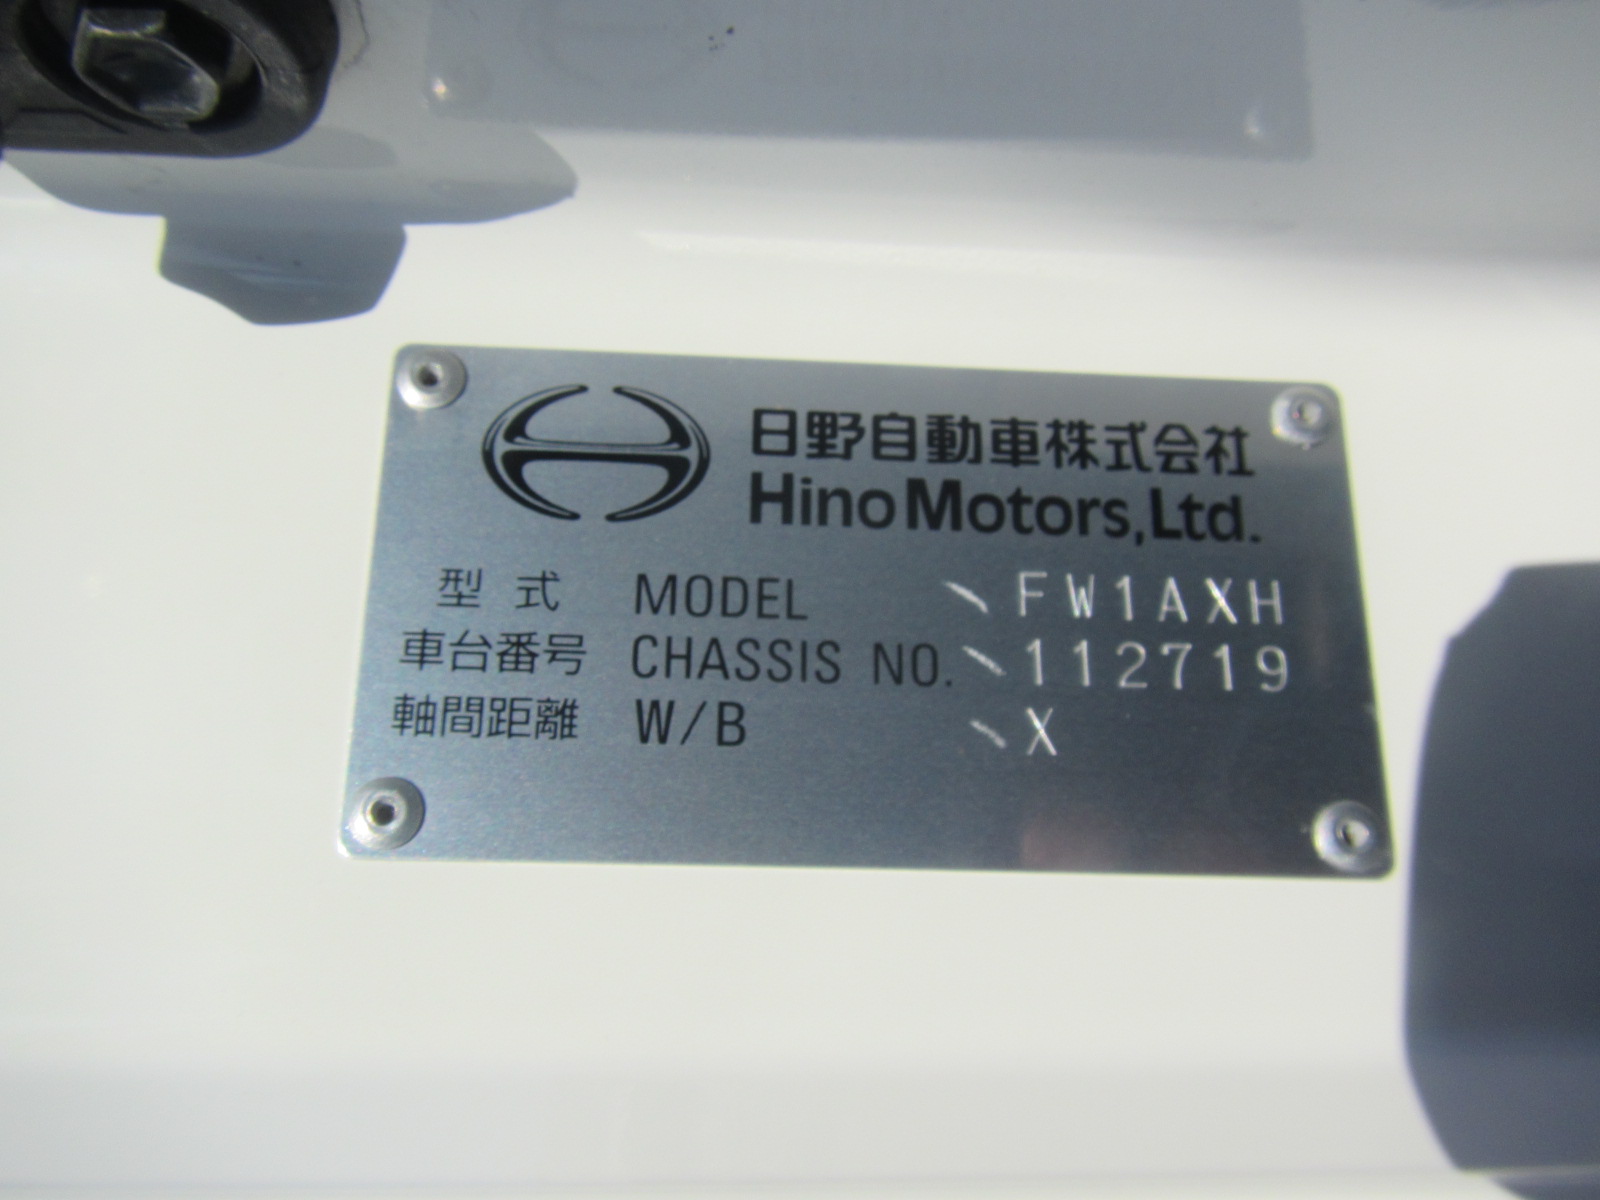 日野自動車株式会社
Hino Motors, Ltd.
型式 MODEL FW1AXH
車台番号 CHASSIS NO. 112719
軸間距離 W/B X